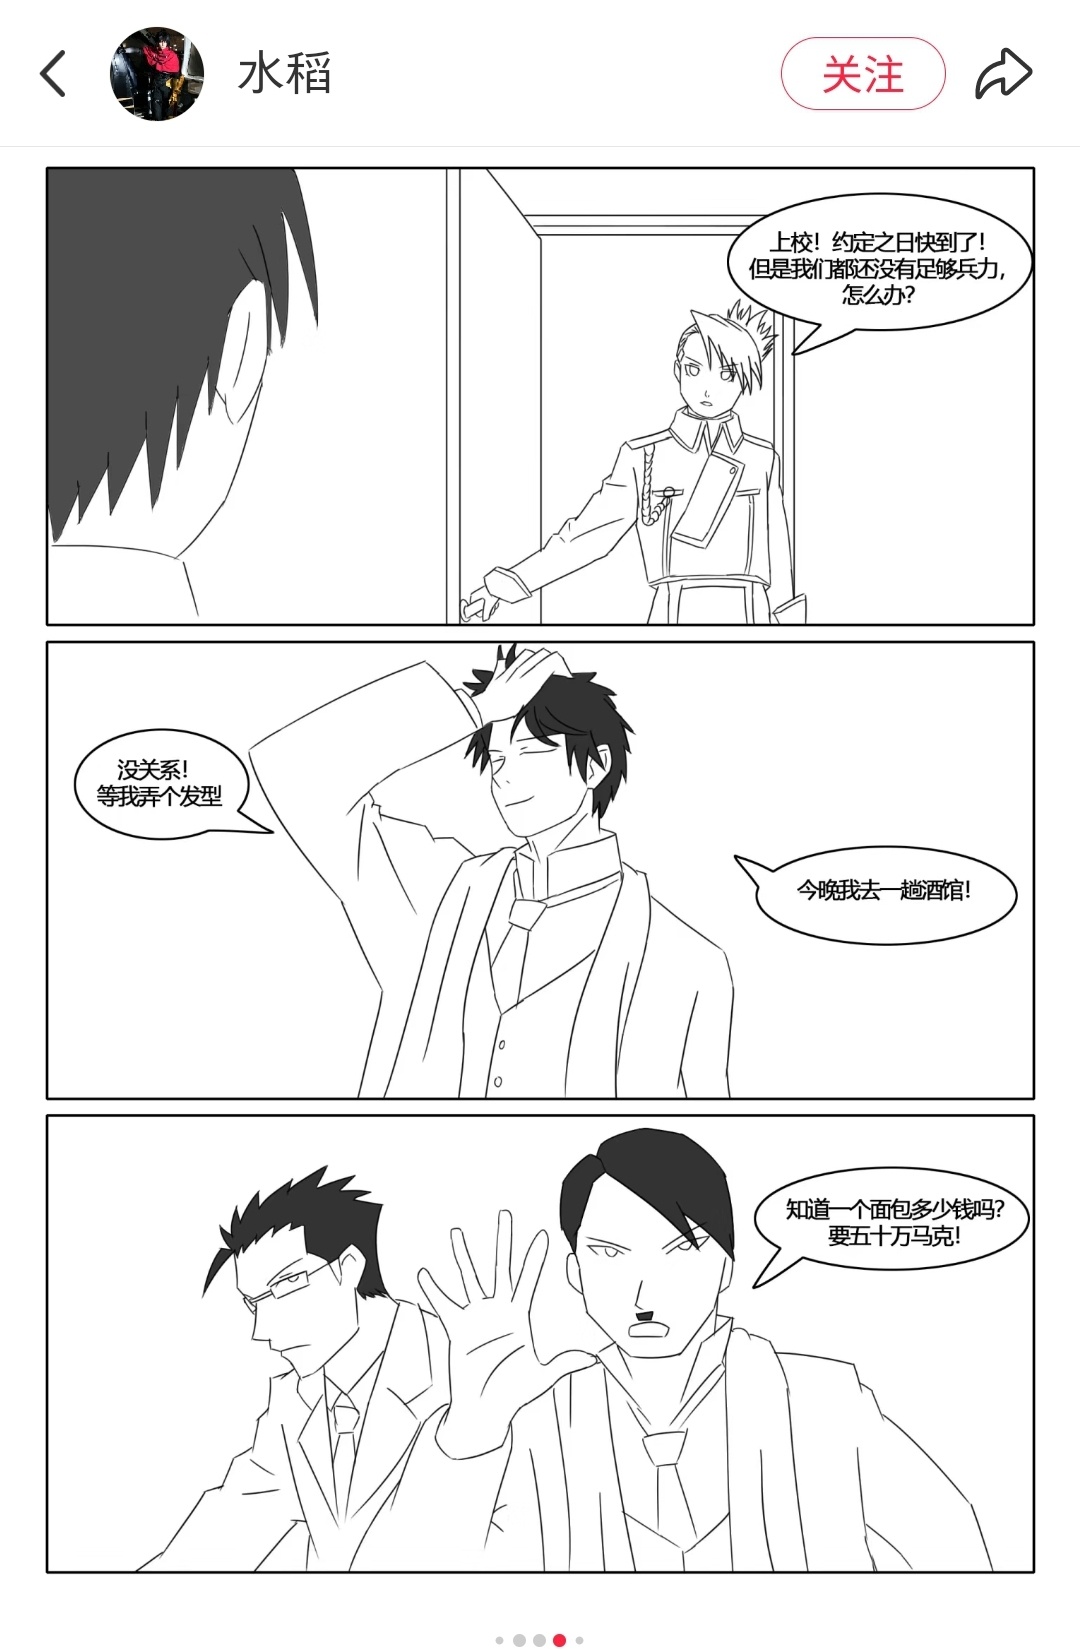 水稻
关注
上校！约定之日快到了！
但是我们都还没有足够兵力，
怎么办？
没关系！
等我弄个发型
今晚我去一趟酒馆！
知道一个面包多少钱吗？
要五十万马克！